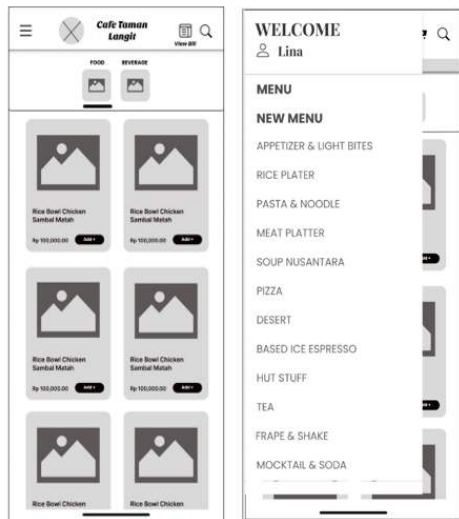 Cafe Taman
Langit
View Bill
FOOD
BEVERAGE
Rice Bowl Chicken
Sambal Matah
Rp 100,000.00
Add +
Rice Bowl Chicken
Sambal Matah
Rp 100,000.00
Add +
Rice Bowl Chicken
Sambal Matah
Rp 100,000.00
Add +
Rice Bowl Chicken
Sambal Matah
Rp 100,000.00
Add +
Rice Bowl Chicken
Rice Bowl Chicken
WELCOME
Lina
MENU
NEW MENU
APPETIZER & LIGHT BITES
RICE PLATER
PASTA & NOODLE
MEAT PLATTER
SOUP NUSANTARA
PIZZA
DESERT
BASED ICE ESPRESSO
HUT STUFF
TEA
FRAPE & SHAKE
MOCKTAIL & SODA